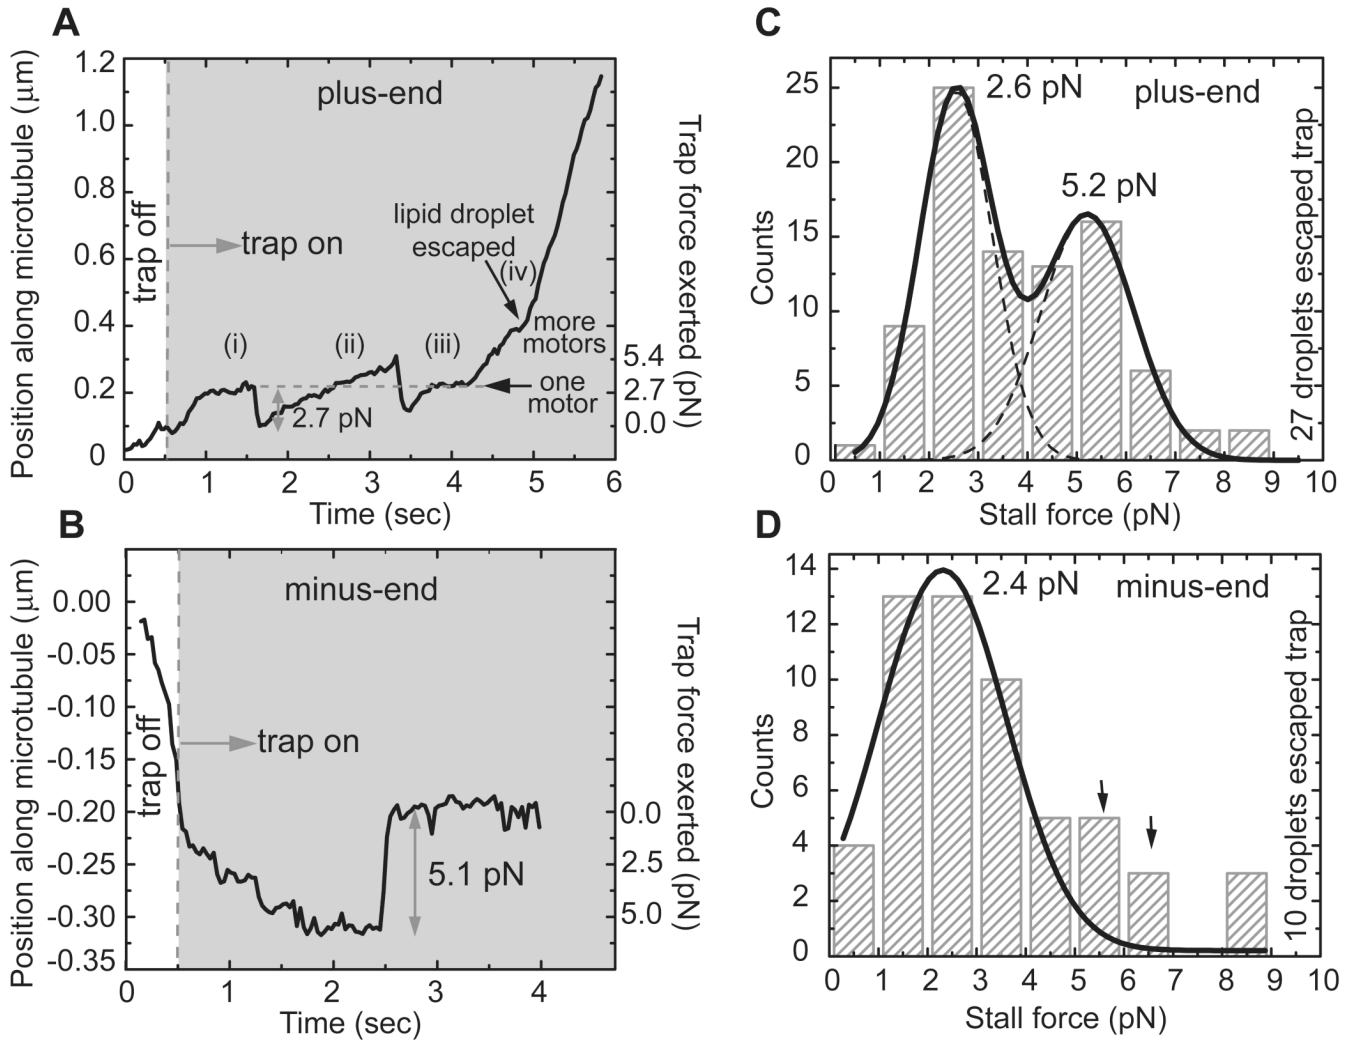 A
Position along microtubule (μm)
1.2
1.0
0.8
0.6
0.4
0.2
0
plus-end
trap off
trap on
lipid droplet
escaped
(iv)
(i)
(ii)
(iii)
more
motors
one
motor
2.7 pN
5.4
2.7
0.0
Trap force exerted (pN)
0 1 2 3 4 5 6
Time (sec)
B
Position along microtubule (μm)
0.00
-0.05
-0.10
-0.15
-0.20
-0.25
-0.30
-0.35
minus-end
trap off
trap on
5.1 pN
0.0
2.5
5.0
Trap force exerted (pN)
0 1 2 3 4
Time (sec)
C
Counts
25
20
15
10
5
0
2.6 pN
plus-end
5.2 pN
27 droplets escaped trap
0 1 2 3 4 5 6 7 8 9 10
Stall force (pN)
D
Counts
14
12
10
8
6
4
2
0
2.4 pN
minus-end
10 droplets escaped trap
0 1 2 3 4 5 6 7 8 9 10
Stall force (pN)